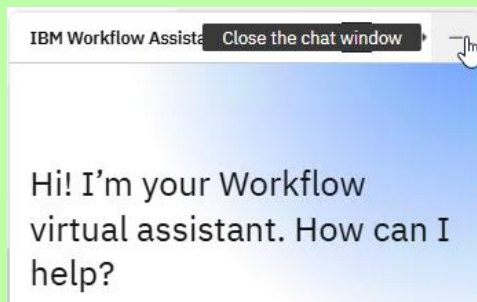 IBM Workflow Assista Close the chat window
Hi! I’m your Workflow
virtual assistant. How can I
help?